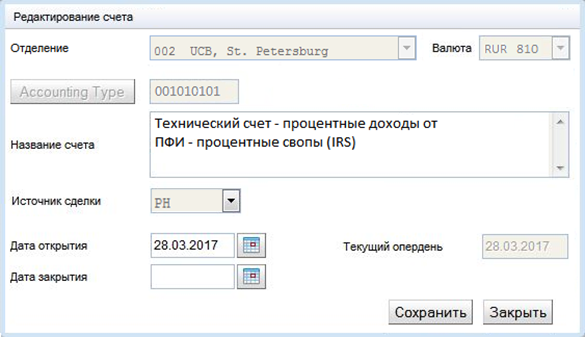 Редактирование счета
Отделение 002 UCB, St. Petersburg Валюта RUR 810
Accounting Type 001010101
Название счета
Технический счет - процентные доходы от
ПФИ - процентные свопы (IRS)
Источник сделки PH
Дата открытия 28.03.2017 Текущий опердень 28.03.2017
Дата закрытия
Сохранить Закрыть